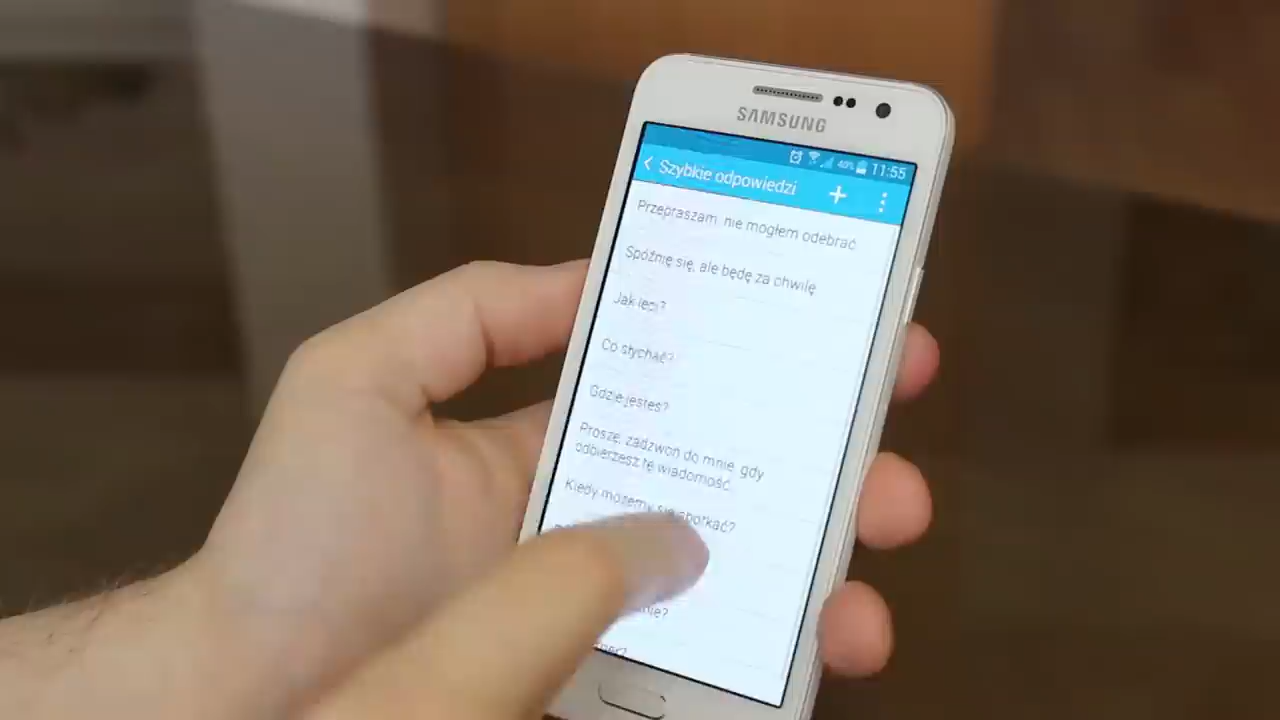 SAMSUNG
40% 11:55
Szybkie odpowiedzi
Przepraszam, nie mogłem odebrać
Spóźnię się, ale będę za chwilę
Jak leci?
Co słychać?
Gdzie jesteś?
Proszę, zadzwoń do mnie, gdy
odbierzesz tę wiadomość.
Kiedy możemy się spotkać?